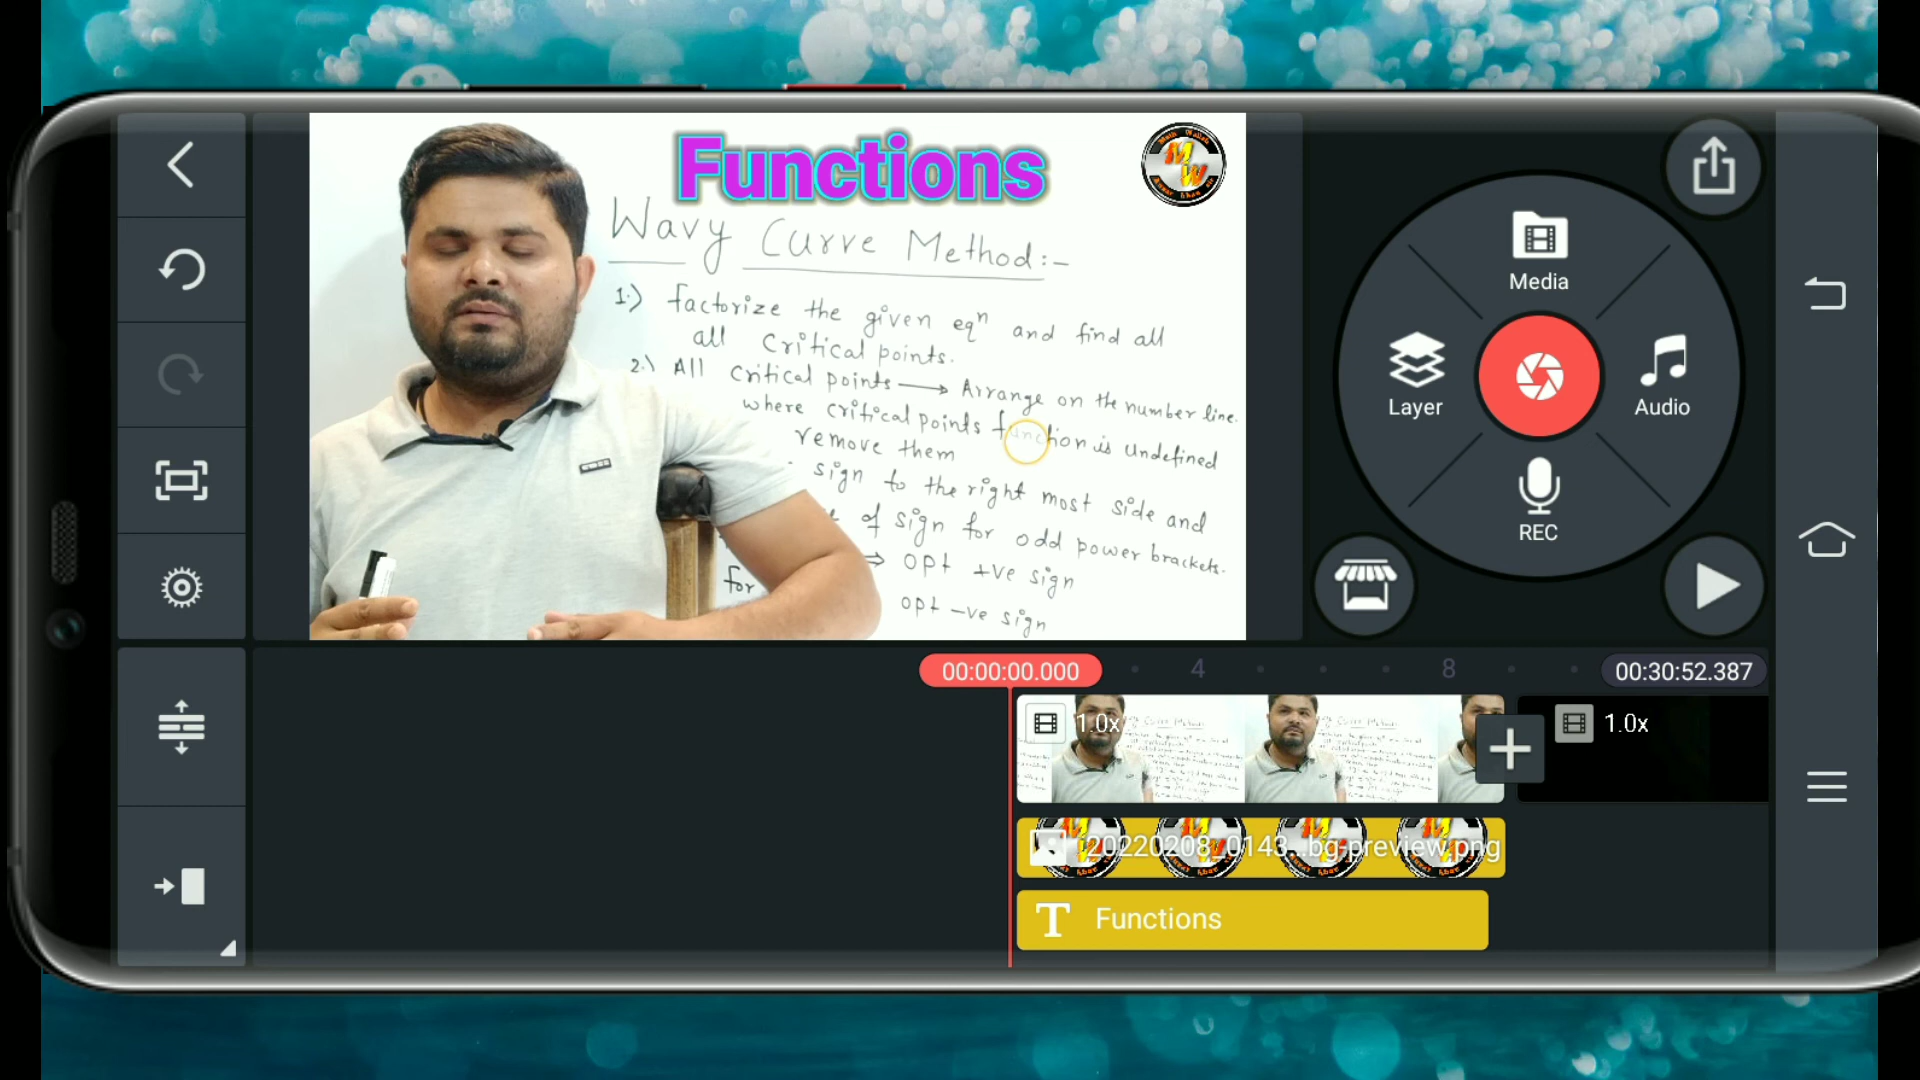 Functions
Wavy Curve Method:-
1.) factorize the given eqn and find all
all Critical points.
2.) All critical points → Arrange on the number line.
where critical points function is undefined
remove them
sign to the right most side and
of sign for odd power brackets.
⇒ opt +ve sign
for
opt -ve sign
Media
Layer
Audio
REC
00:00:00.000
4
8
00:30:52.387
1.0x
1.0x
20220208_0143...bg-preview.png
T Functions